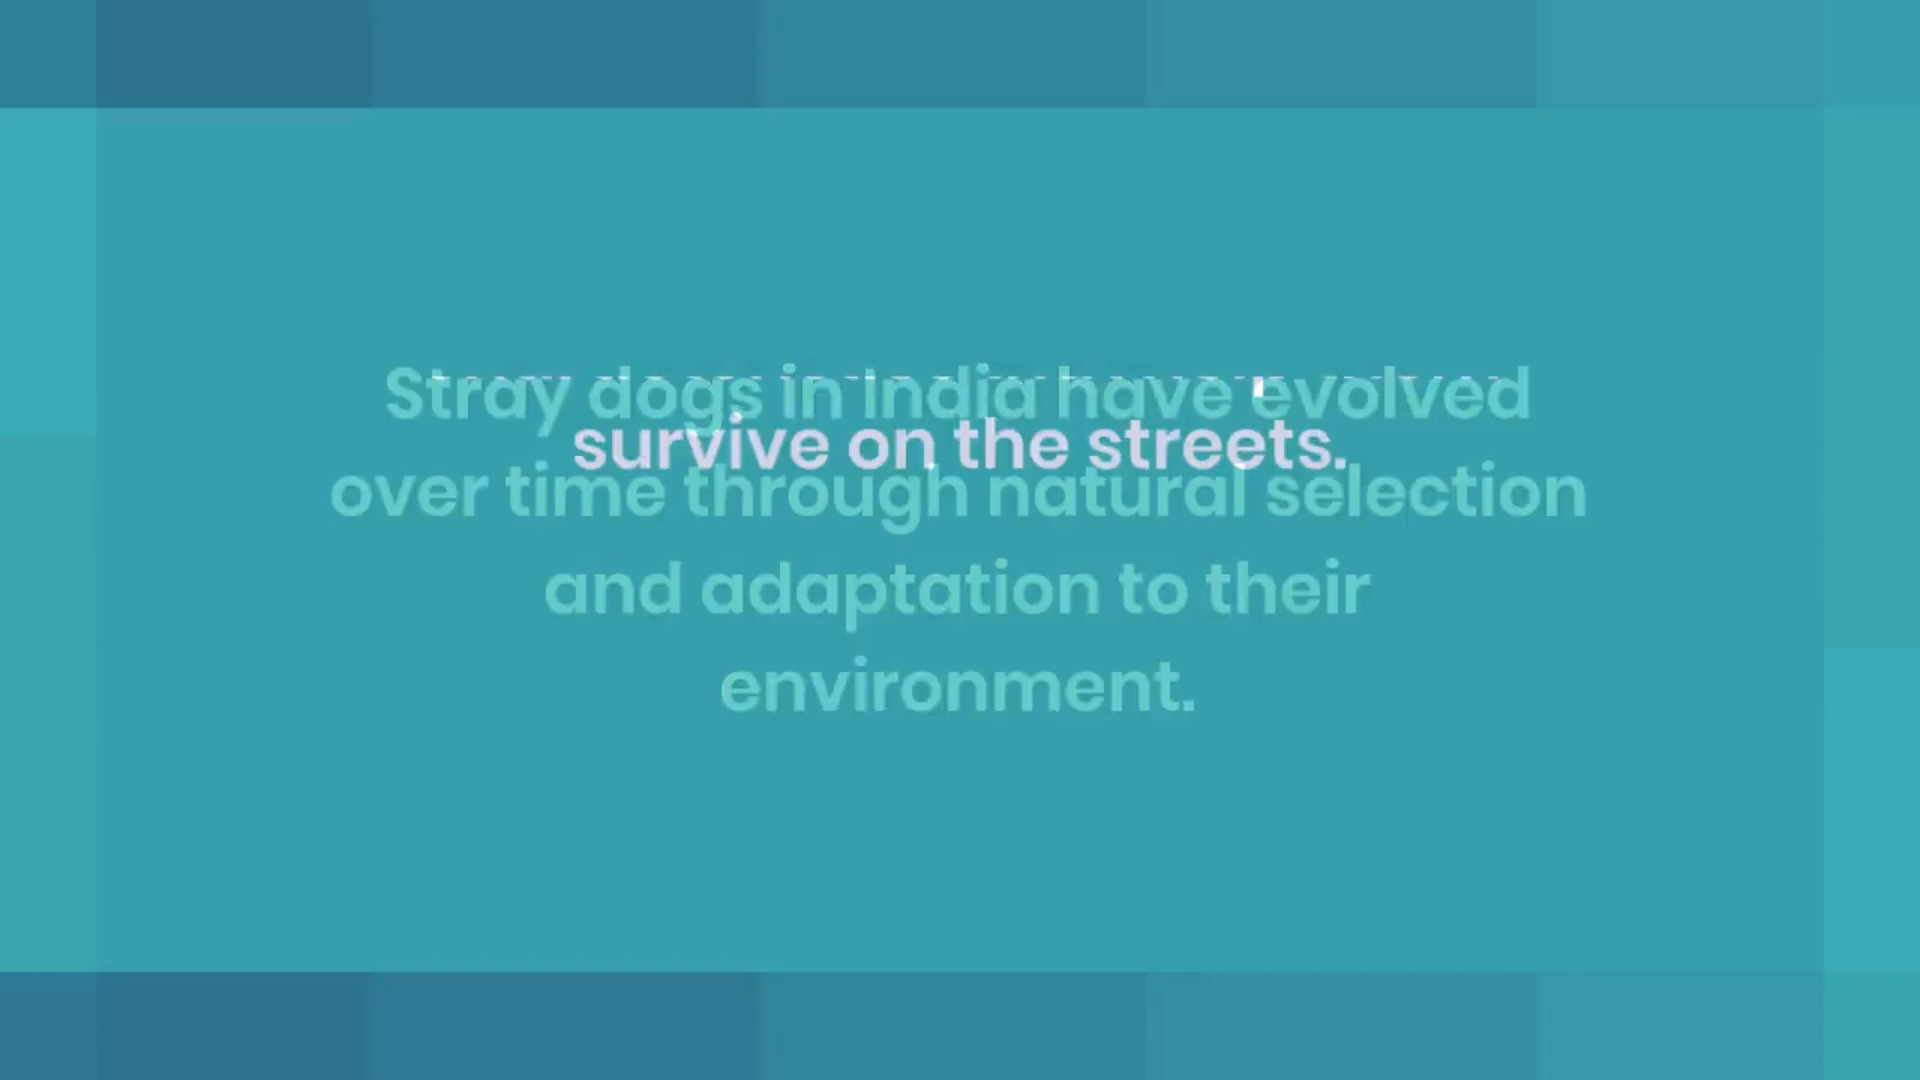 Stray dogs in India have evolved
survive on the streets.
over time through natural selection
and adaptation to their
environment.